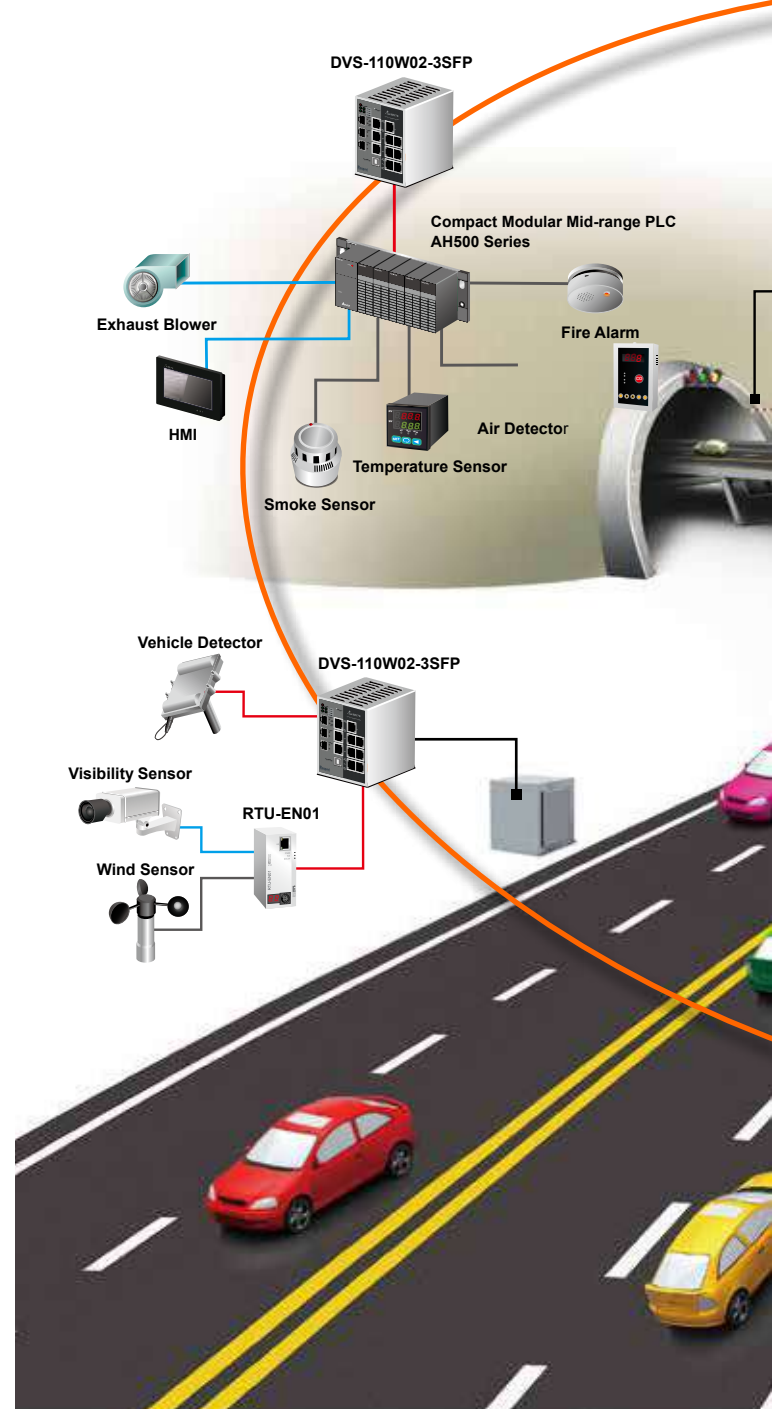 DVS-110W02-3SFP
Compact Modular Mid-range PLC
AH500 Series
Exhaust Blower
Fire Alarm
HMI
Air Detector
Temperature Sensor
Smoke Sensor
Vehicle Detector
DVS-110W02-3SFP
Visibility Sensor
RTU-EN01
Wind Sensor